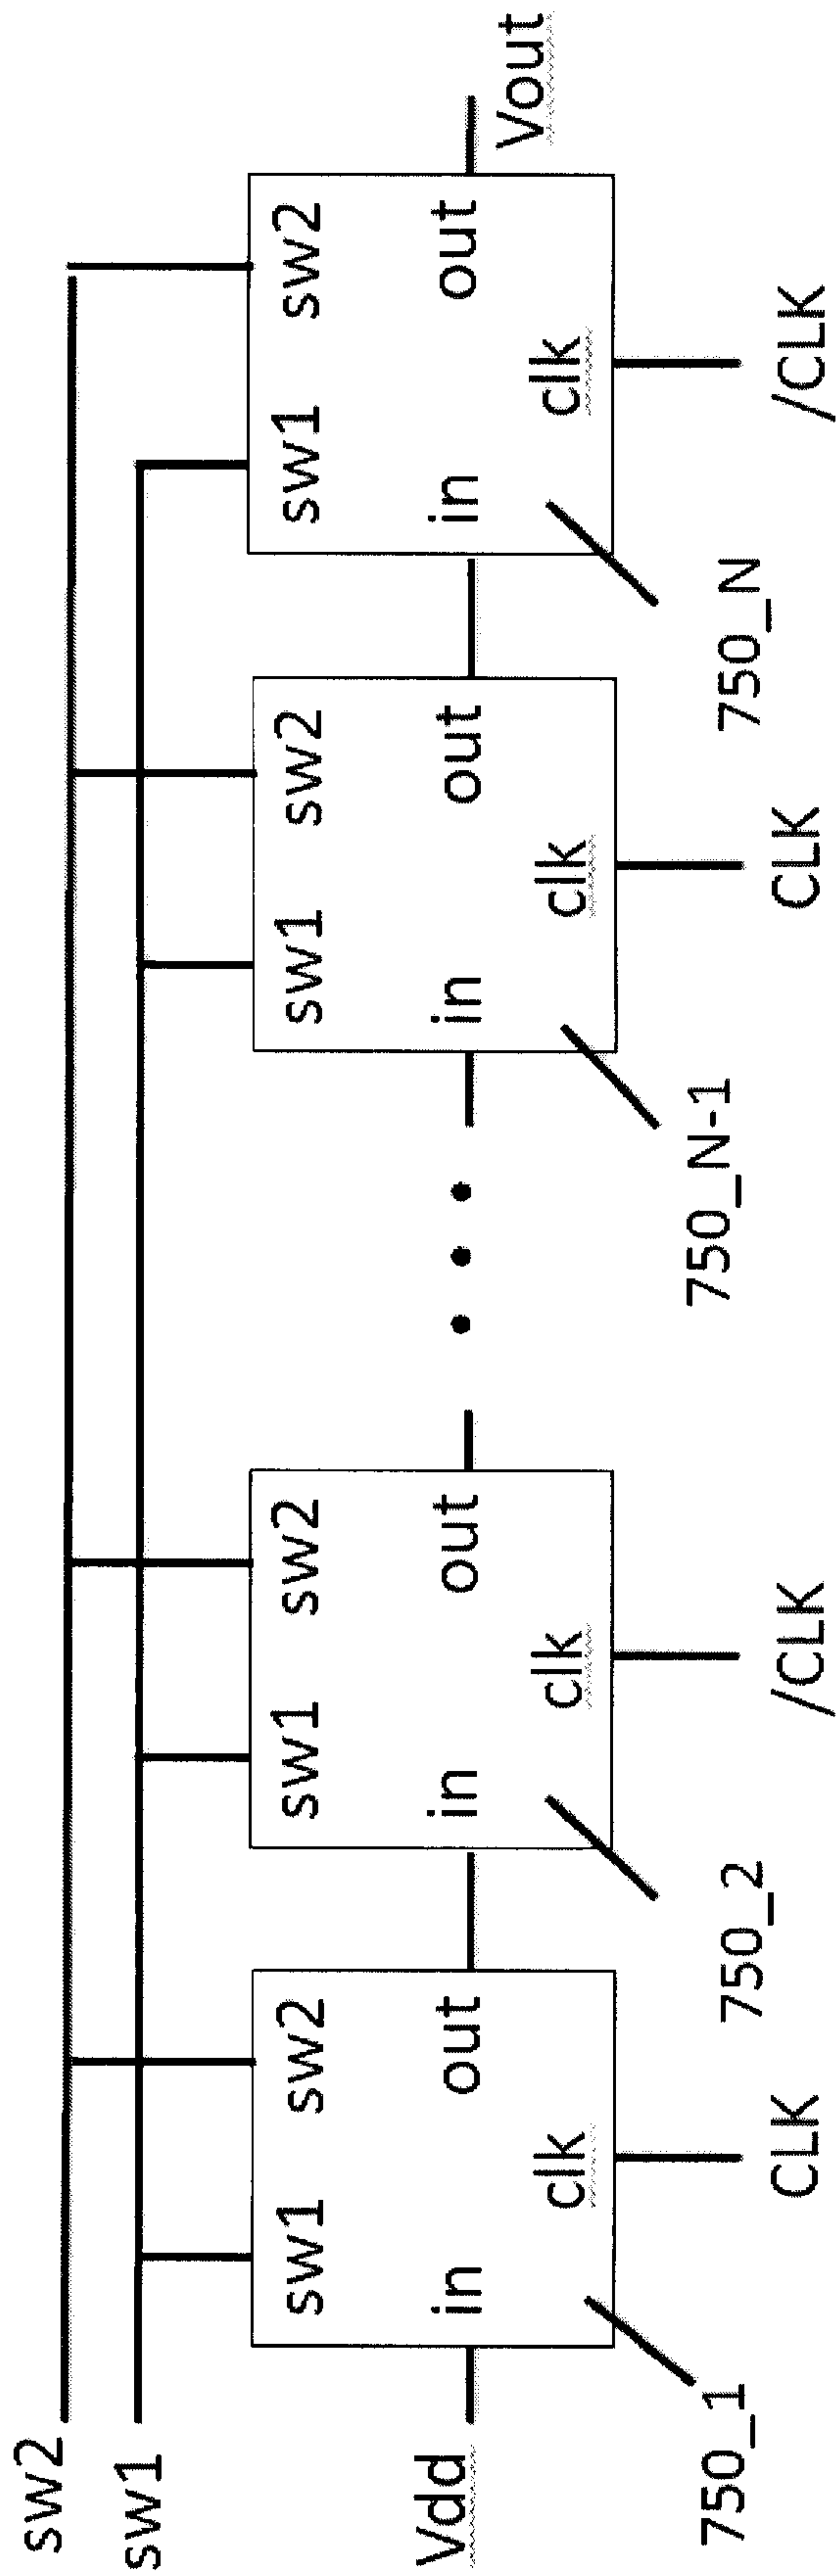 sw2
sw1
sw1 sw2 sw1 sw2 sw1 sw2 sw1 sw2
Vdd in out in out in out in out Vout
clk clk clk clk
750_1 750_2 750_N-1 750_N
CLK /CLK CLK /CLK